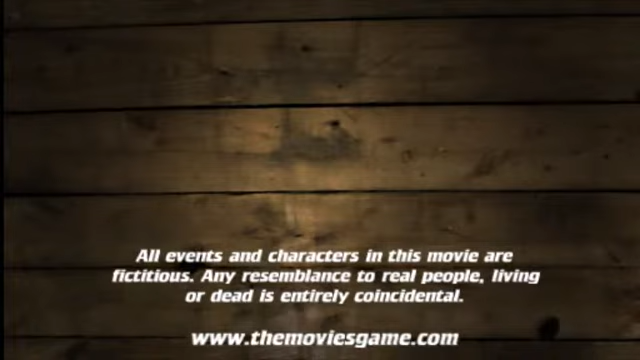 All events and characters in this movie are
fictitious. Any resemblance to real people, living
or dead is entirely coincidental.
www.themoviesgame.com